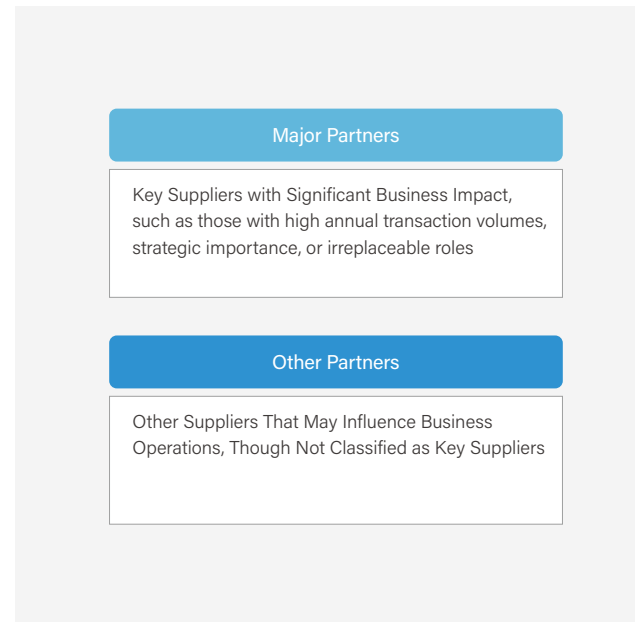 Major Partners
Key Suppliers with Significant Business Impact,
such as those with high annual transaction volumes,
strategic importance, or irreplaceable roles
Other Partners
Other Suppliers That May Influence Business
Operations, Though Not Classified as Key Suppliers